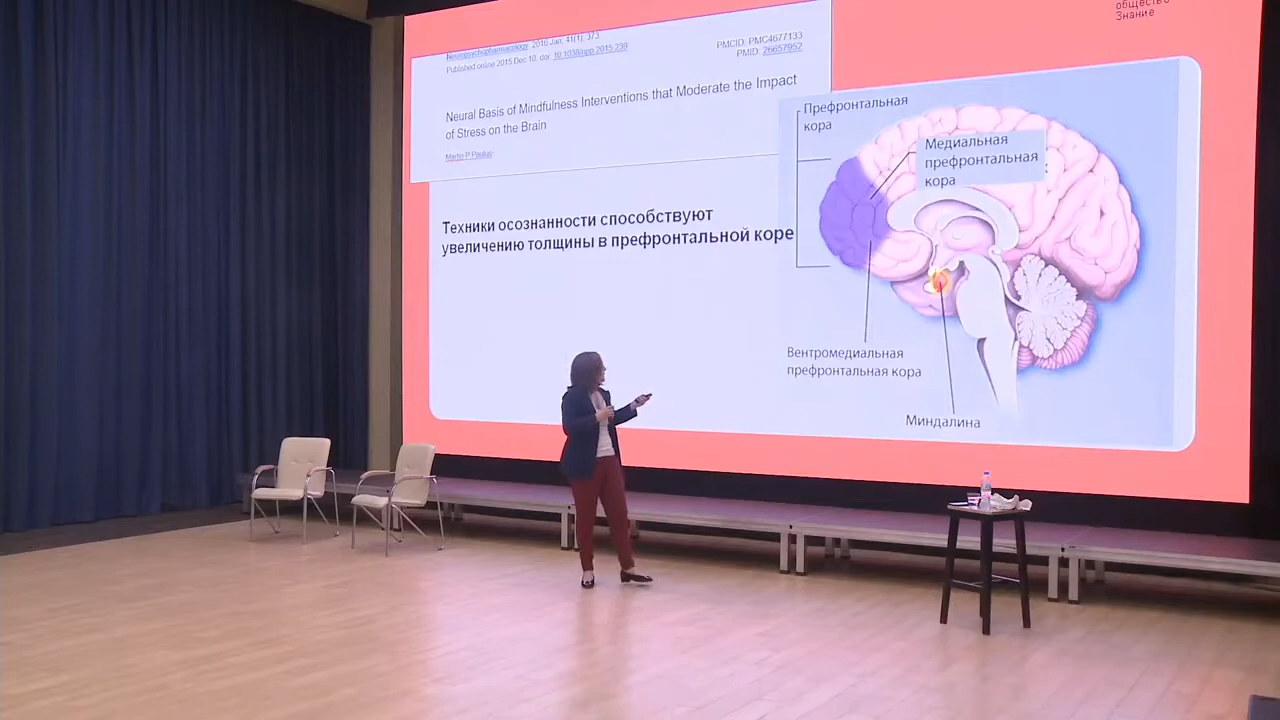 общество
Знание
Neuropsychopharmacology. 2016 Jan; 41(1): 373
Published online 2015 Dec 10. doi: 10.1038/npp.2015.239
PMCID: PMC4677133
PMID: 26657952
Neural Basis of Mindfulness Interventions that Moderate the Impact
of Stress on the Brain
Martin P Paulus
Техники осознанности способствуют
увеличению толщины в префронтальной коре
Префронтальная
кора
Медиальная
префронтальная
кора
Вентромедиальная
префронтальная кора
Миндалина